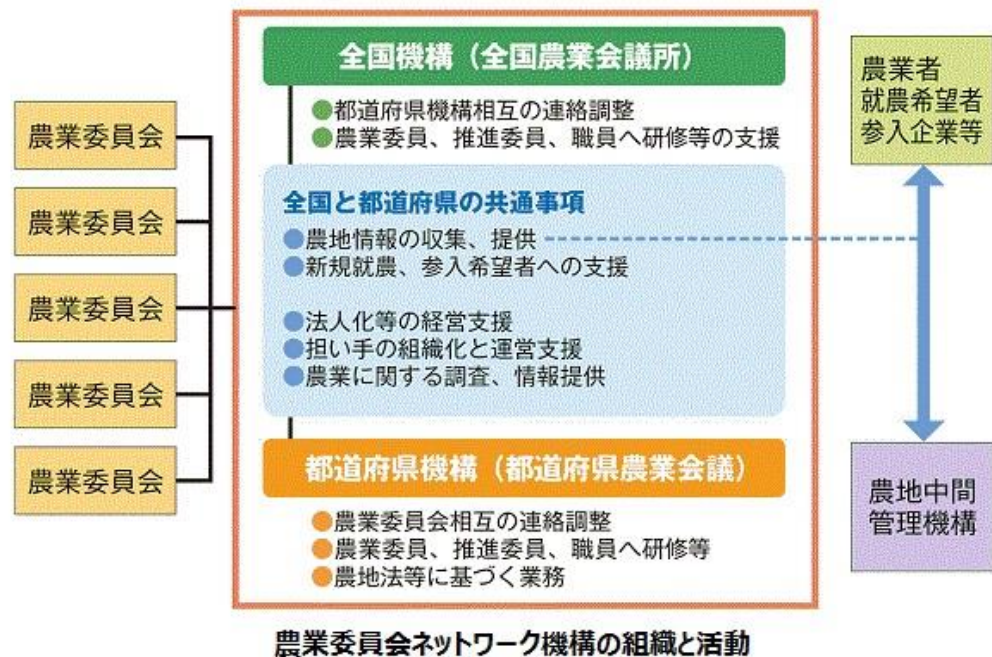 農業委員会
農業委員会
農業委員会
農業委員会
農業委員会
全国機構（全国農業会議所）
●都道府県機構相互の連絡調整
●農業委員、推進委員、職員へ研修等の支援
全国と都道府県の共通事項
●農地情報の収集、提供
●新規就農、参入希望者への支援
●法人化等の経営支援
●担い手の組織化と運営支援
●農業に関する調査、情報提供
都道府県機構（都道府県農業会議）
●農業委員会相互の連絡調整
●農業委員、推進委員、職員へ研修等
●農地法等に基づく業務
農業者
就農希望者
参入企業等
農地中間
管理機構
農業委員会ネットワーク機構の組織と活動